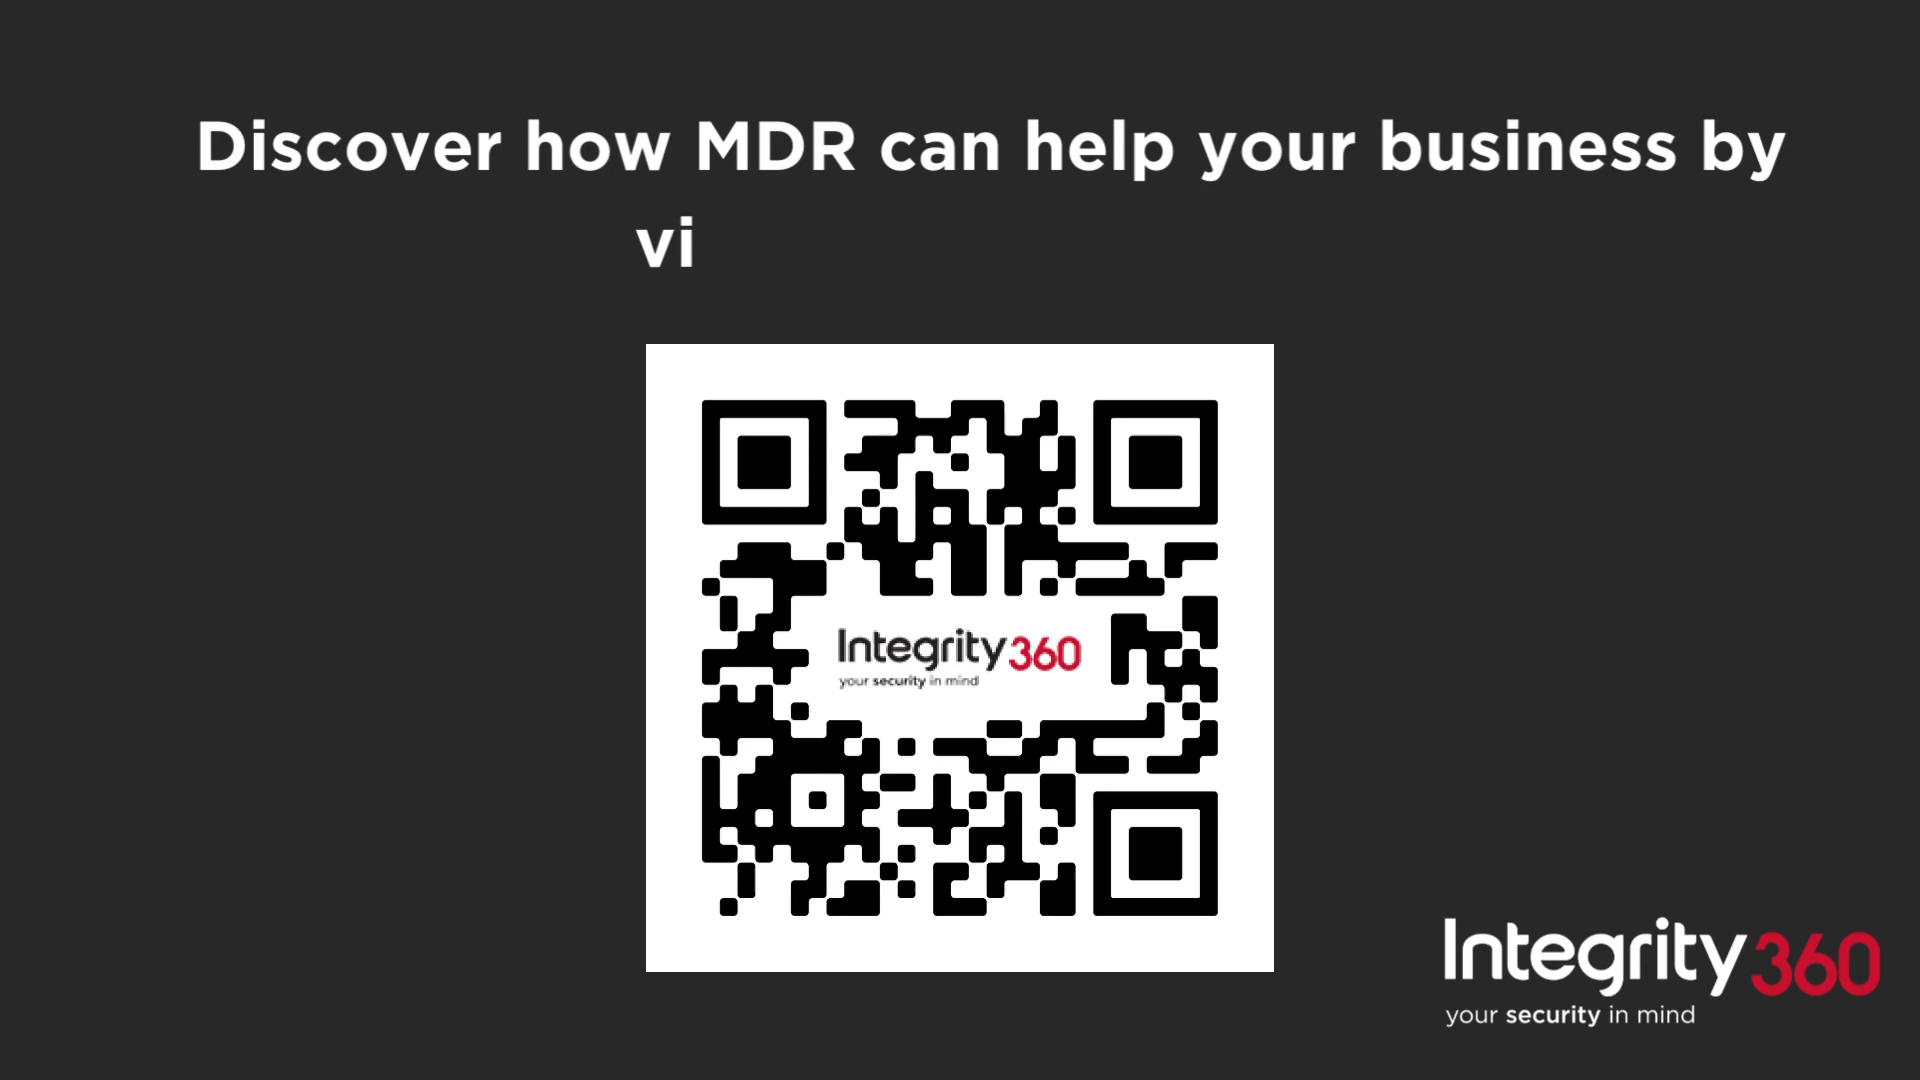 Discover how MDR can help your business by
vi
Integrity360
your security in mind
Integrity360
your security in mind